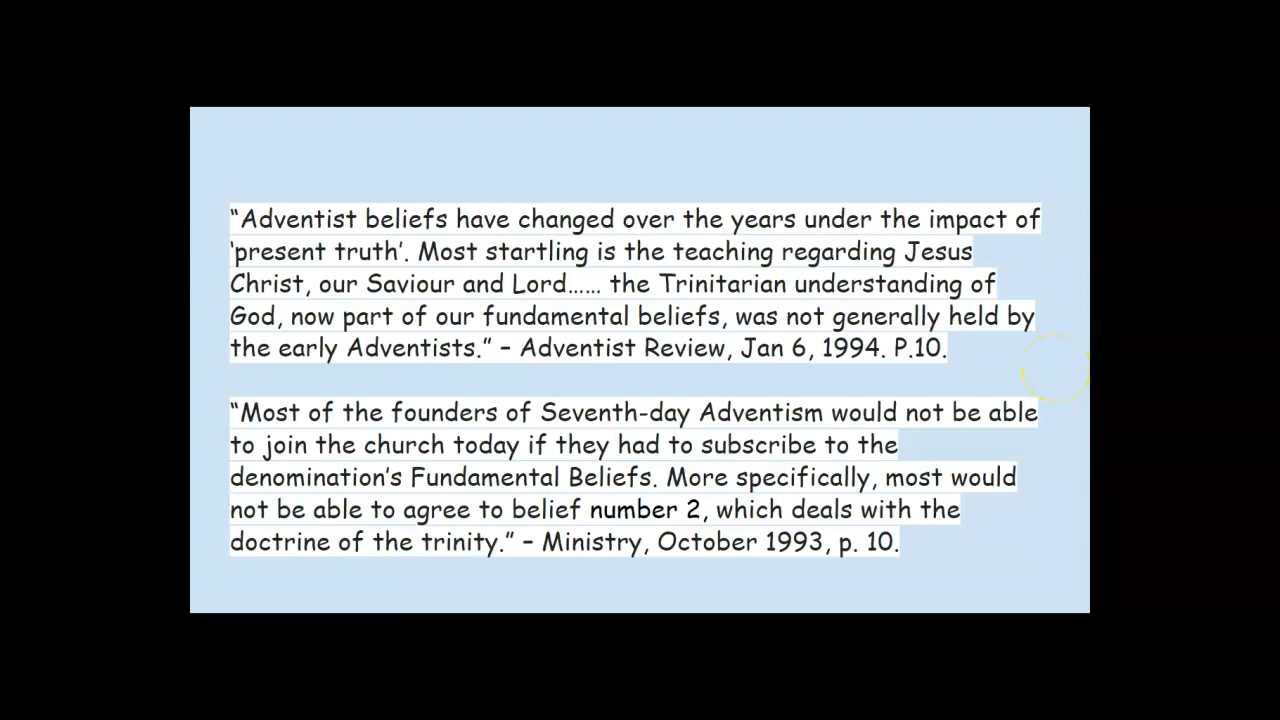 “Adventist beliefs have changed over the years under the impact of
‘present truth’. Most startling is the teaching regarding Jesus
Christ, our Saviour and Lord...... the Trinitarian understanding of
God, now part of our fundamental beliefs, was not generally held by
the early Adventists.” – Adventist Review, Jan 6, 1994. P.10.
“Most of the founders of Seventh-day Adventism would not be able
to join the church today if they had to subscribe to the
denomination’s Fundamental Beliefs. More specifically, most would
not be able to agree to belief number 2, which deals with the
doctrine of the trinity.” – Ministry, October 1993, p. 10.